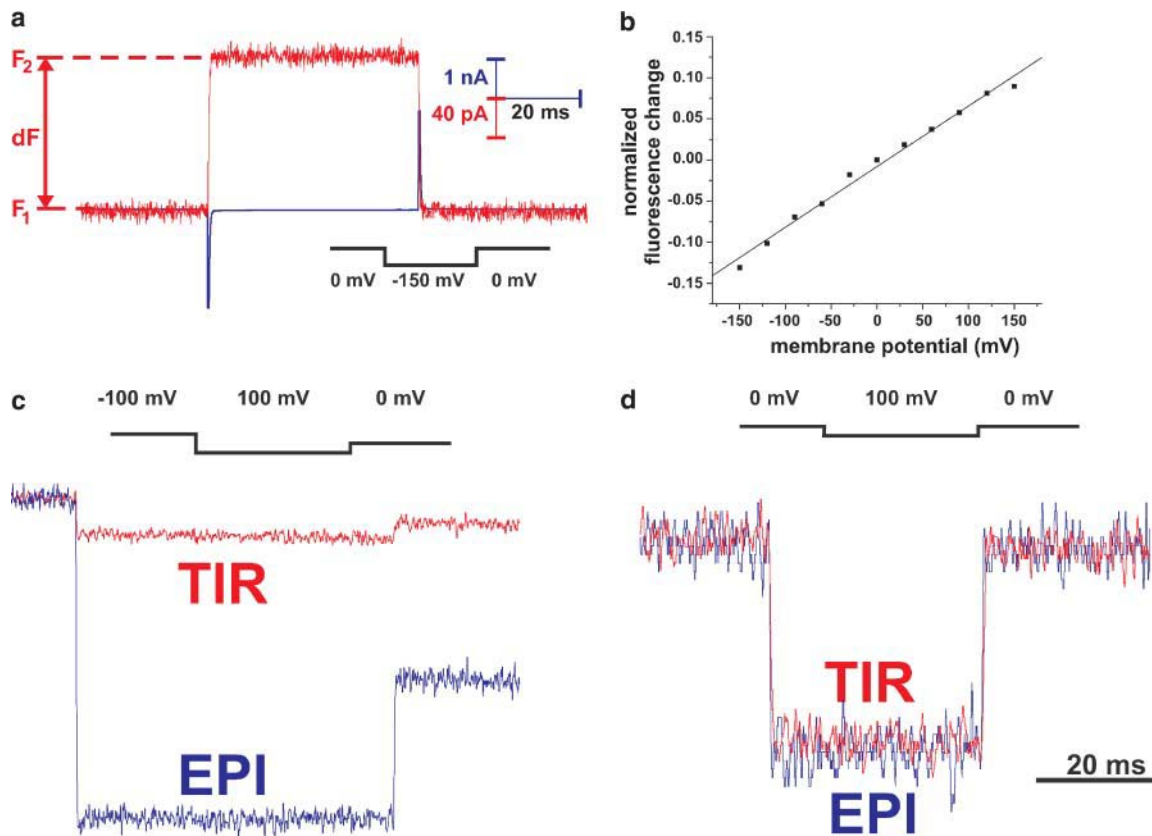 a
F2
dF
F1
1 nA
40 pA
20 ms
0 mV
-150 mV
0 mV
b
normalized
fluorescence change
0.15
0.10
0.05
0.00
-0.05
-0.10
-0.15
-150
-100
-50
0
50
100
150
membrane potential (mV)
c
-100 mV
100 mV
0 mV
TIR
EPI
d
0 mV
100 mV
0 mV
TIR
EPI
20 ms